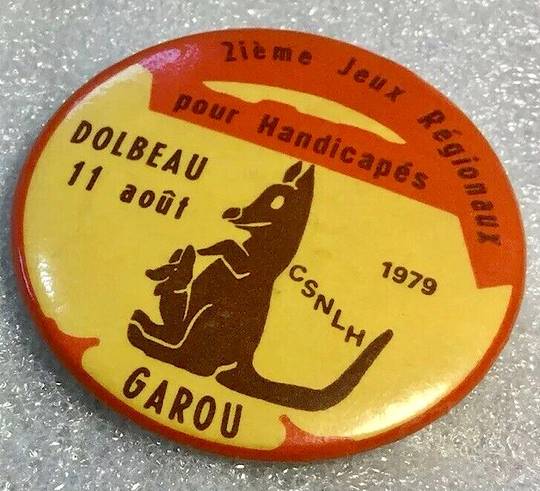 2ième Jeux Régionaux
pour Handicapés
DOLBEAU
11 août
1979
CSNLH
GAROU